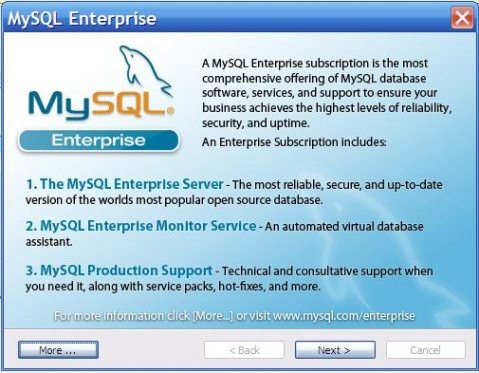 MySQL Enterprise
A MySQL Enterprise subscription is the most
comprehensive offering of MySQL database
software, services, and support to ensure your
business achieves the highest levels of reliability,
security, and uptime.
MySQL®
Enterprise
An Enterprise Subscription includes:
1. The MySQL Enterprise Server - The most reliable, secure, and up-to-date
version of the worlds most popular open source database.
2. MySQL Enterprise Monitor Service - An automated virtual database
assistant.
3. MySQL Production Support - Technical and consultative support when
you need it, along with service packs, hot-fixes, and more.
For more information click [More...] or visit www.mysql.com/enterprise
More ...
< Back
Next >
Cancel